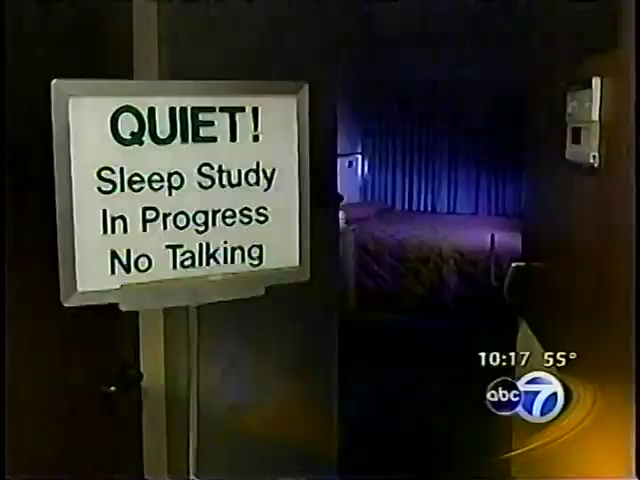 QUIET!
Sleep Study
In Progress
No Talking
10:17 55°
abc 7